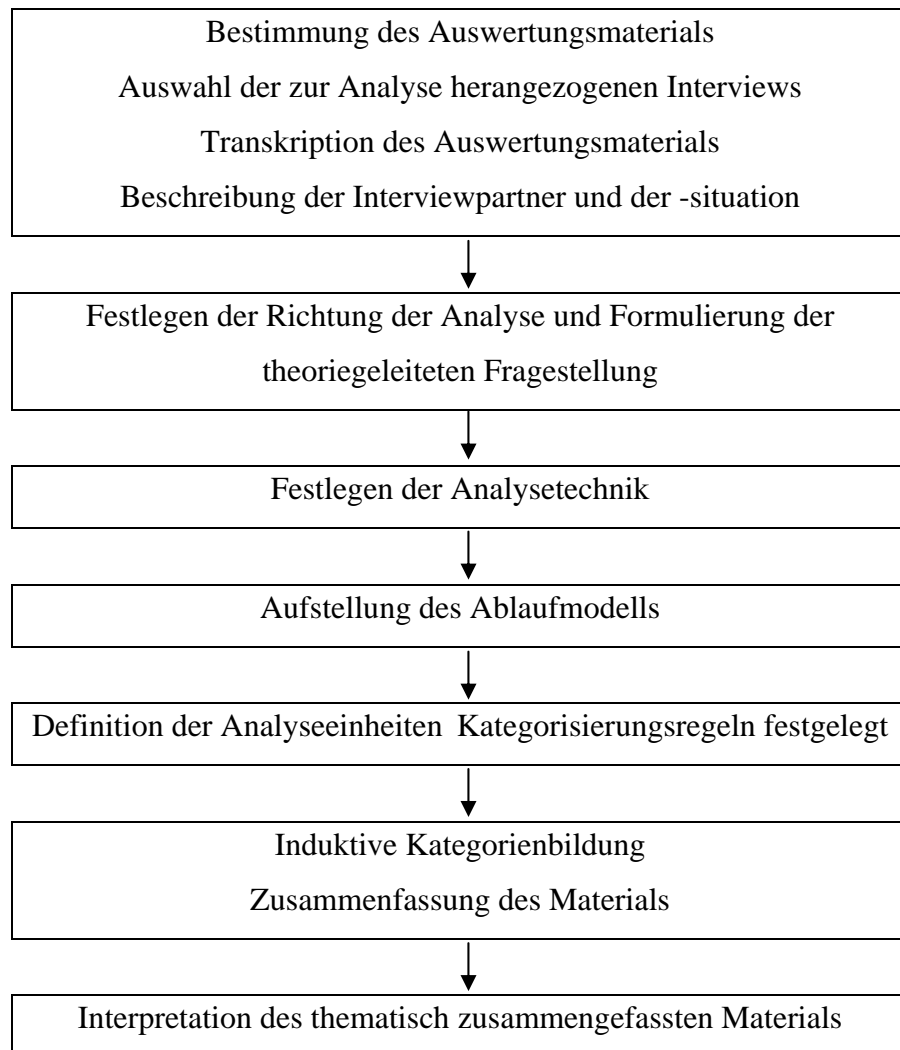 Bestimmung des Auswertungsmaterials
Auswahl der zur Analyse herangezogenen Interviews
Transkription des Auswertungsmaterials
Beschreibung der Interviewpartner und der -situation
Festlegen der Richtung der Analyse und Formulierung der
theoriegeleiteten Fragestellung
Festlegen der Analysetechnik
Aufstellung des Ablaufmodells
Definition der Analyseeinheiten  Kategorisierungsregeln festgelegt
Induktive Kategorienbildung
Zusammenfassung des Materials
Interpretation des thematisch zusammengefassten Materials